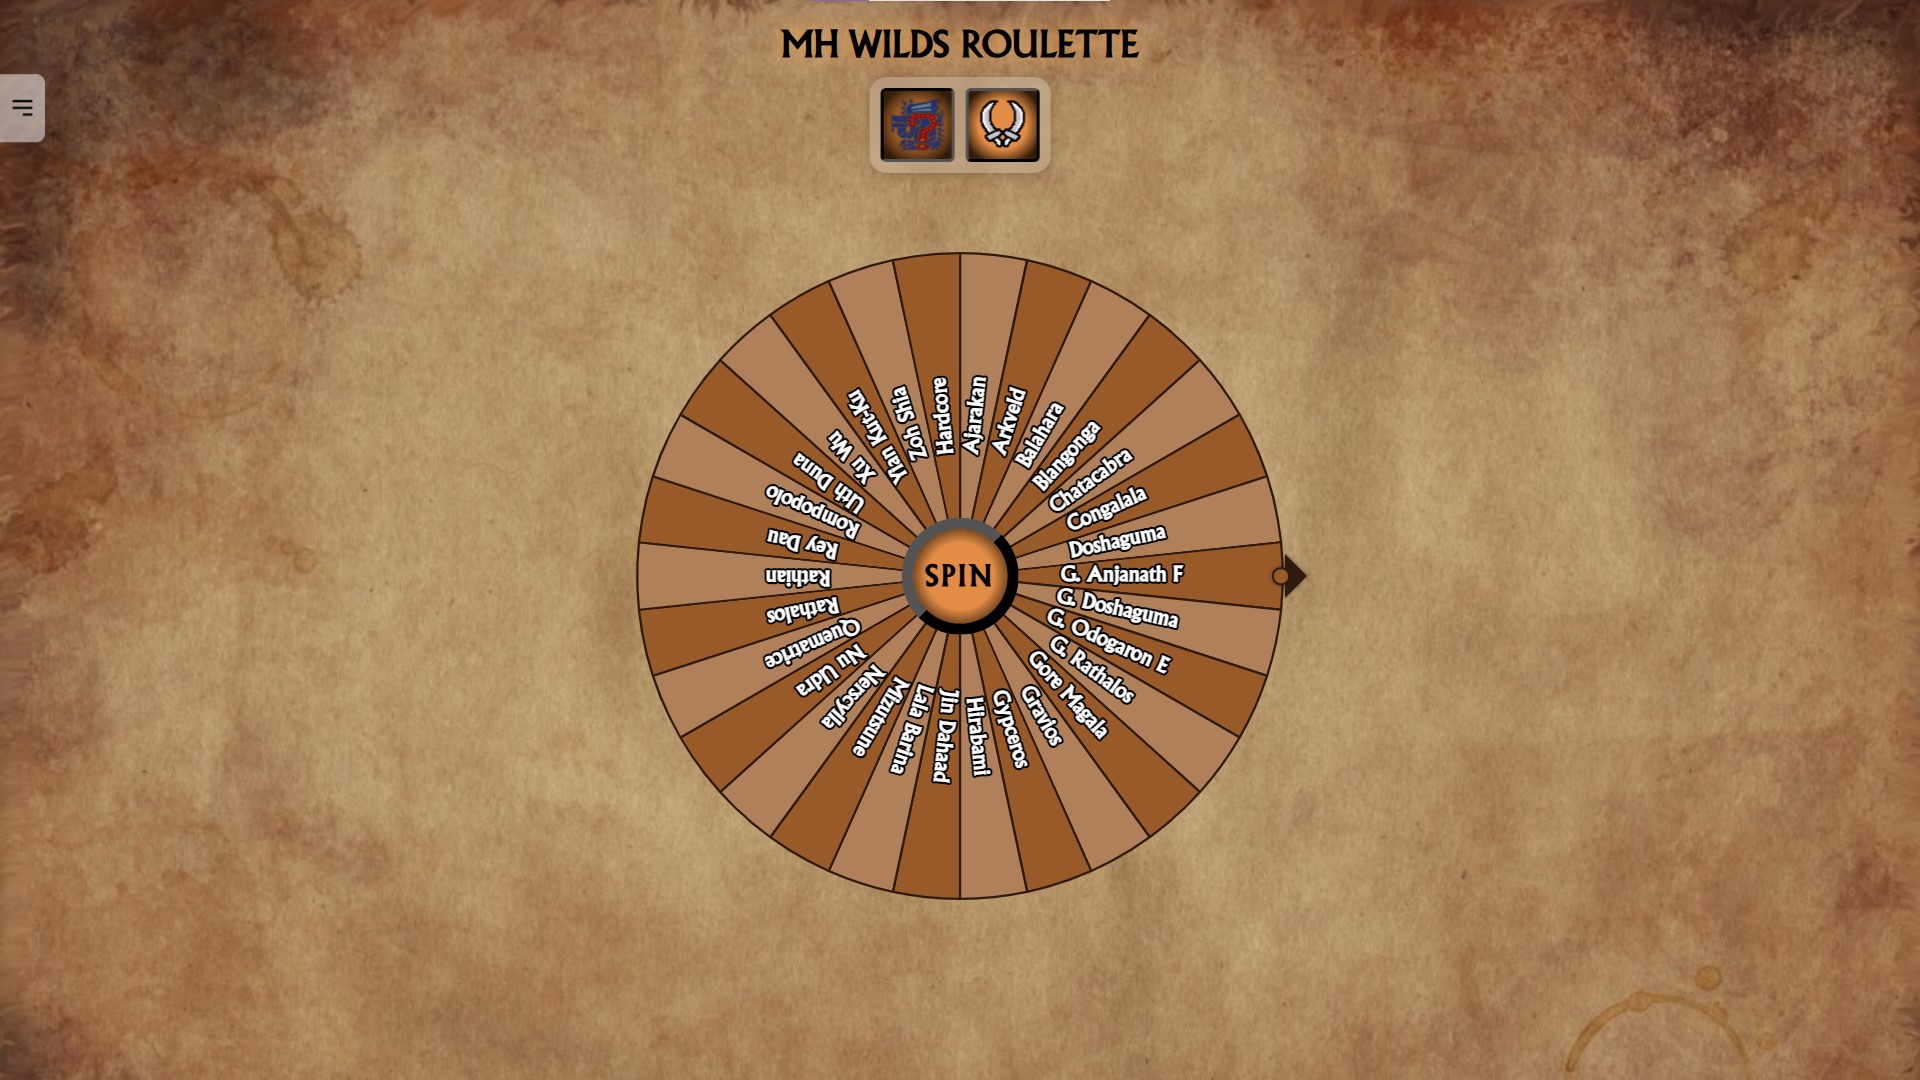 MH WILDS ROULETTE
Ajarakan
Arkveld
Balahara
Blangonga
Chatacabra
Congalala
Doshaguma
G. Anjanath F
G. Doshaguma
G. Odogaron E
G. Rathalos
Gore Magala
Gravios
Gypceros
Hirabami
Jin Dahaad
Lala Barina
Mizutsune
Nerscylla
Nu Udra
Quematrice
Rathalos
Rathian
Rey Dau
Rompopolo
Uth Duna
Xu Wu
Yian Kut-Ku
Zoh Shia
Hardcore
SPIN